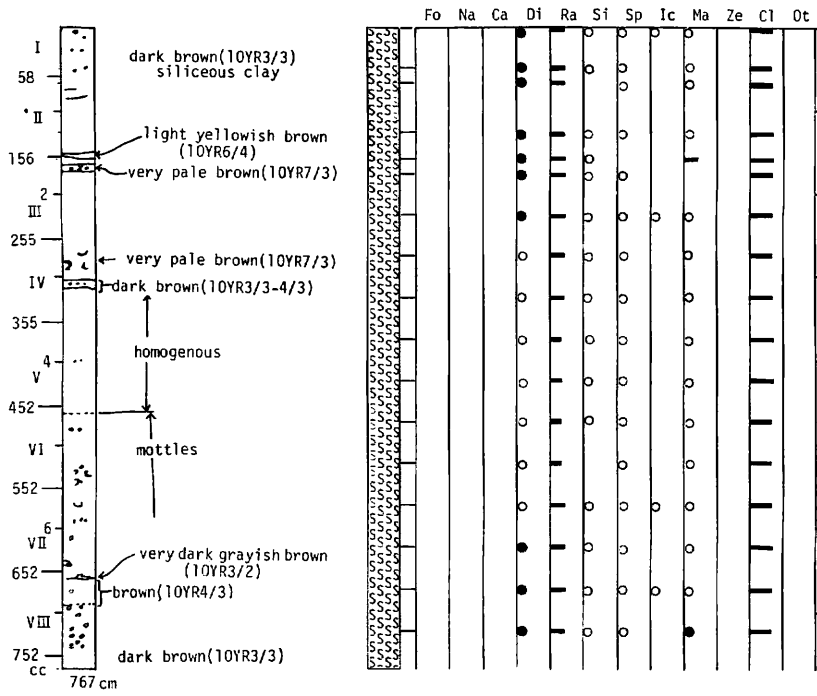 Fo Na Ca Di Ra Si Sp Ic Ma Ze Cl Ot
I
dark brown(10YR3/3)
siliceous clay
58
II
light yellowish brown
(10YR6/4)
156
very pale brown(10YR7/3)
2
III
255
very pale brown(10YR7/3)
IV
dark brown(10YR3/3-4/3)
355
homogenous
4
V
452
VI
mottles
552
6
VII
very dark grayish brown
(10YR3/2)
652
brown(10YR4/3)
VIII
752
dark brown(10YR3/3)
cc
767 cm